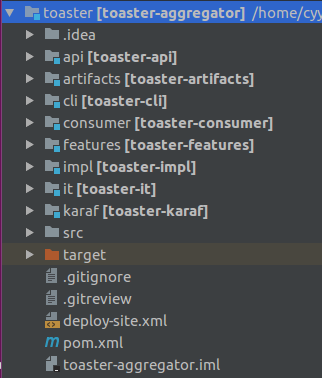 toaster [toaster-aggregator] /home/cyy
.idea
api [toaster-api]
artifacts [toaster-artifacts]
cli [toaster-cli]
consumer [toaster-consumer]
features [toaster-features]
impl [toaster-impl]
it [toaster-it]
karaf [toaster-karaf]
src
target
.gitignore
.gitreview
deploy-site.xml
pom.xml
toaster-aggregator.iml